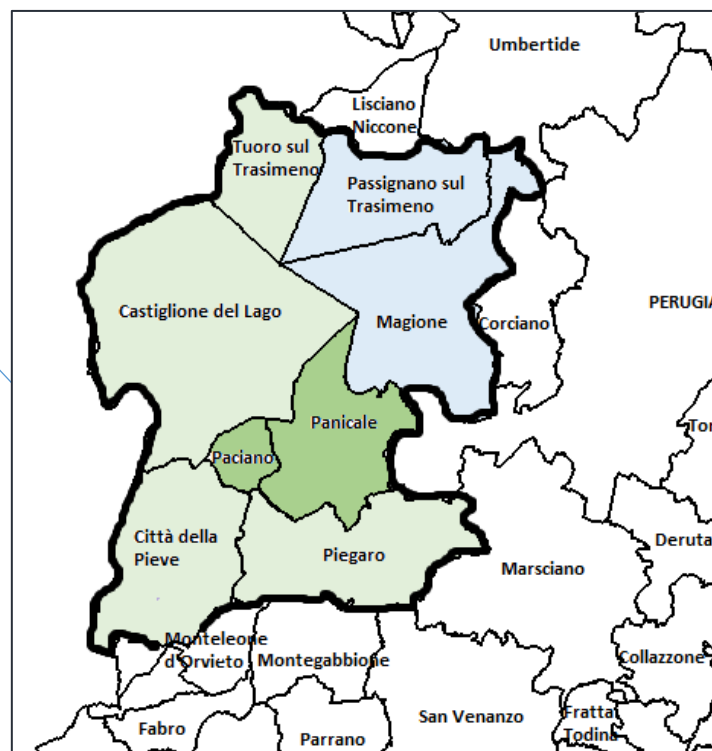 Umbertide
Lisciano
Niccone
Tuoro sul
Trasimeno
Passignano sul
Trasimeno
Castiglione del Lago
Magione
Corciano
PERUGIA
Panicale
Paciano
Città della
Pieve
Piegaro
Marsciano
Deruta
Monteleone
d'Orvieto
Montegabbione
Collazzone
San Venanzo
Fratta
Todina
Fabro
Parrano